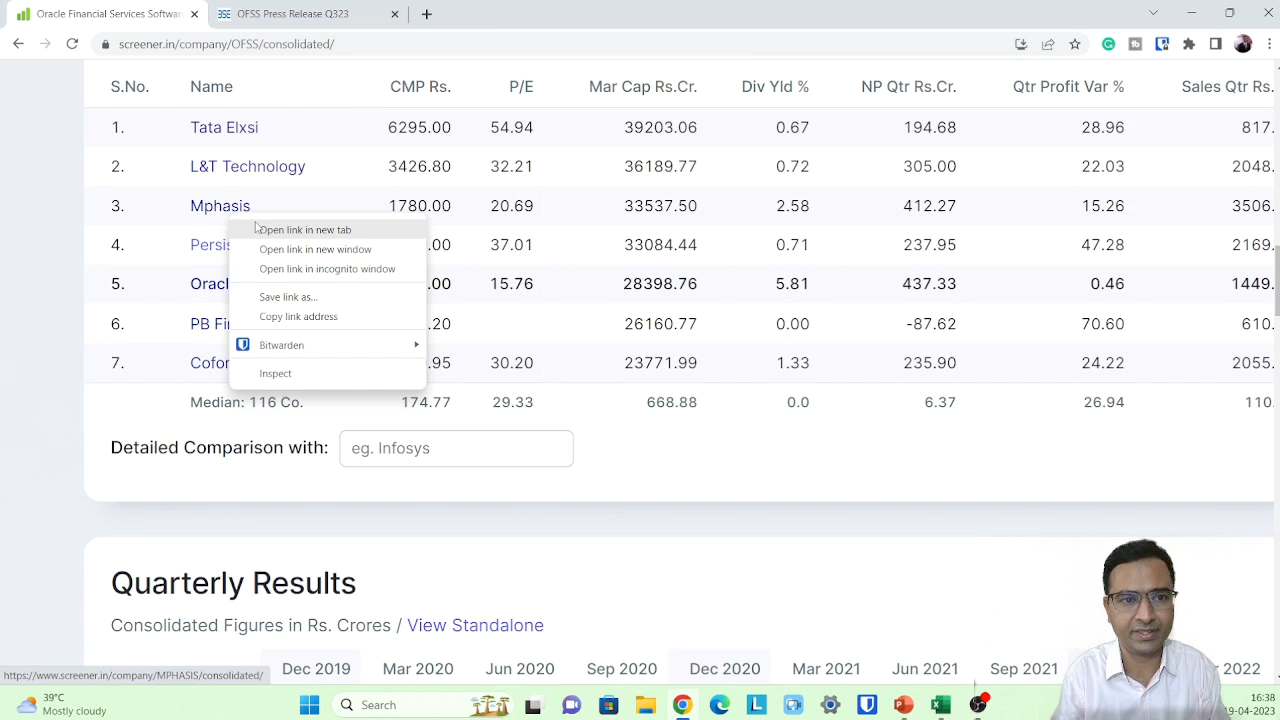 Oracle Financial Services Softwar
OFSS Press Release Q323
screener.in/company/OFSS/consolidated/
S.No. Name CMP Rs. P/E Mar Cap Rs.Cr. Div Yld % NP Qtr Rs.Cr. Qtr Profit Var % Sales Qtr Rs.
1. Tata Elxsi 6295.00 54.94 39203.06 0.67 194.68 28.96 817.
2. L&T Technology 3426.80 32.21 36189.77 0.72 305.00 22.03 2048.
3. Mphasis 1780.00 20.69 33537.50 2.58 412.27 15.26 3506.
4. Persis .00 37.01 33084.44 0.71 237.95 47.28 2169.
5. Oracl .00 15.76 28398.76 5.81 437.33 0.46 1449.
6. PB Fi .20 26160.77 0.00 -87.62 70.60 610.
7. Cofor .95 30.20 23771.99 1.33 235.90 24.22 2055.
Median: 116 Co. 174.77 29.33 668.88 0.0 6.37 26.94 110.
Open link in new tab
Open link in new window
Open link in incognito window
Save link as...
Copy link address
Bitwarden
Inspect
Detailed Comparison with: eg. Infosys
Quarterly Results
Consolidated Figures in Rs. Crores / View Standalone
Dec 2019 Mar 2020 Jun 2020 Sep 2020 Dec 2020 Mar 2021 Jun 2021 Sep 2021 2022
https://www.screener.in/company/MPHASIS/consolidated/
39°C
Mostly cloudy
Search
16:38
19-04-2023